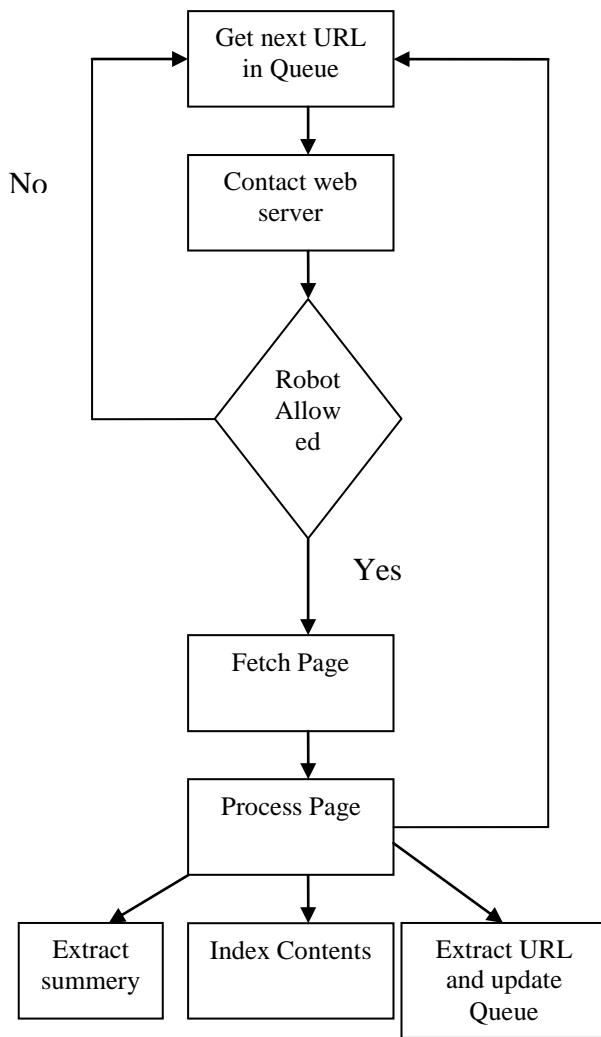 Get next URL
in Queue
No
Contact web
server
Robot
Allow
ed
Yes
Fetch Page
Process Page
Extract
summery
Index Contents
Extract URL
and update
Queue